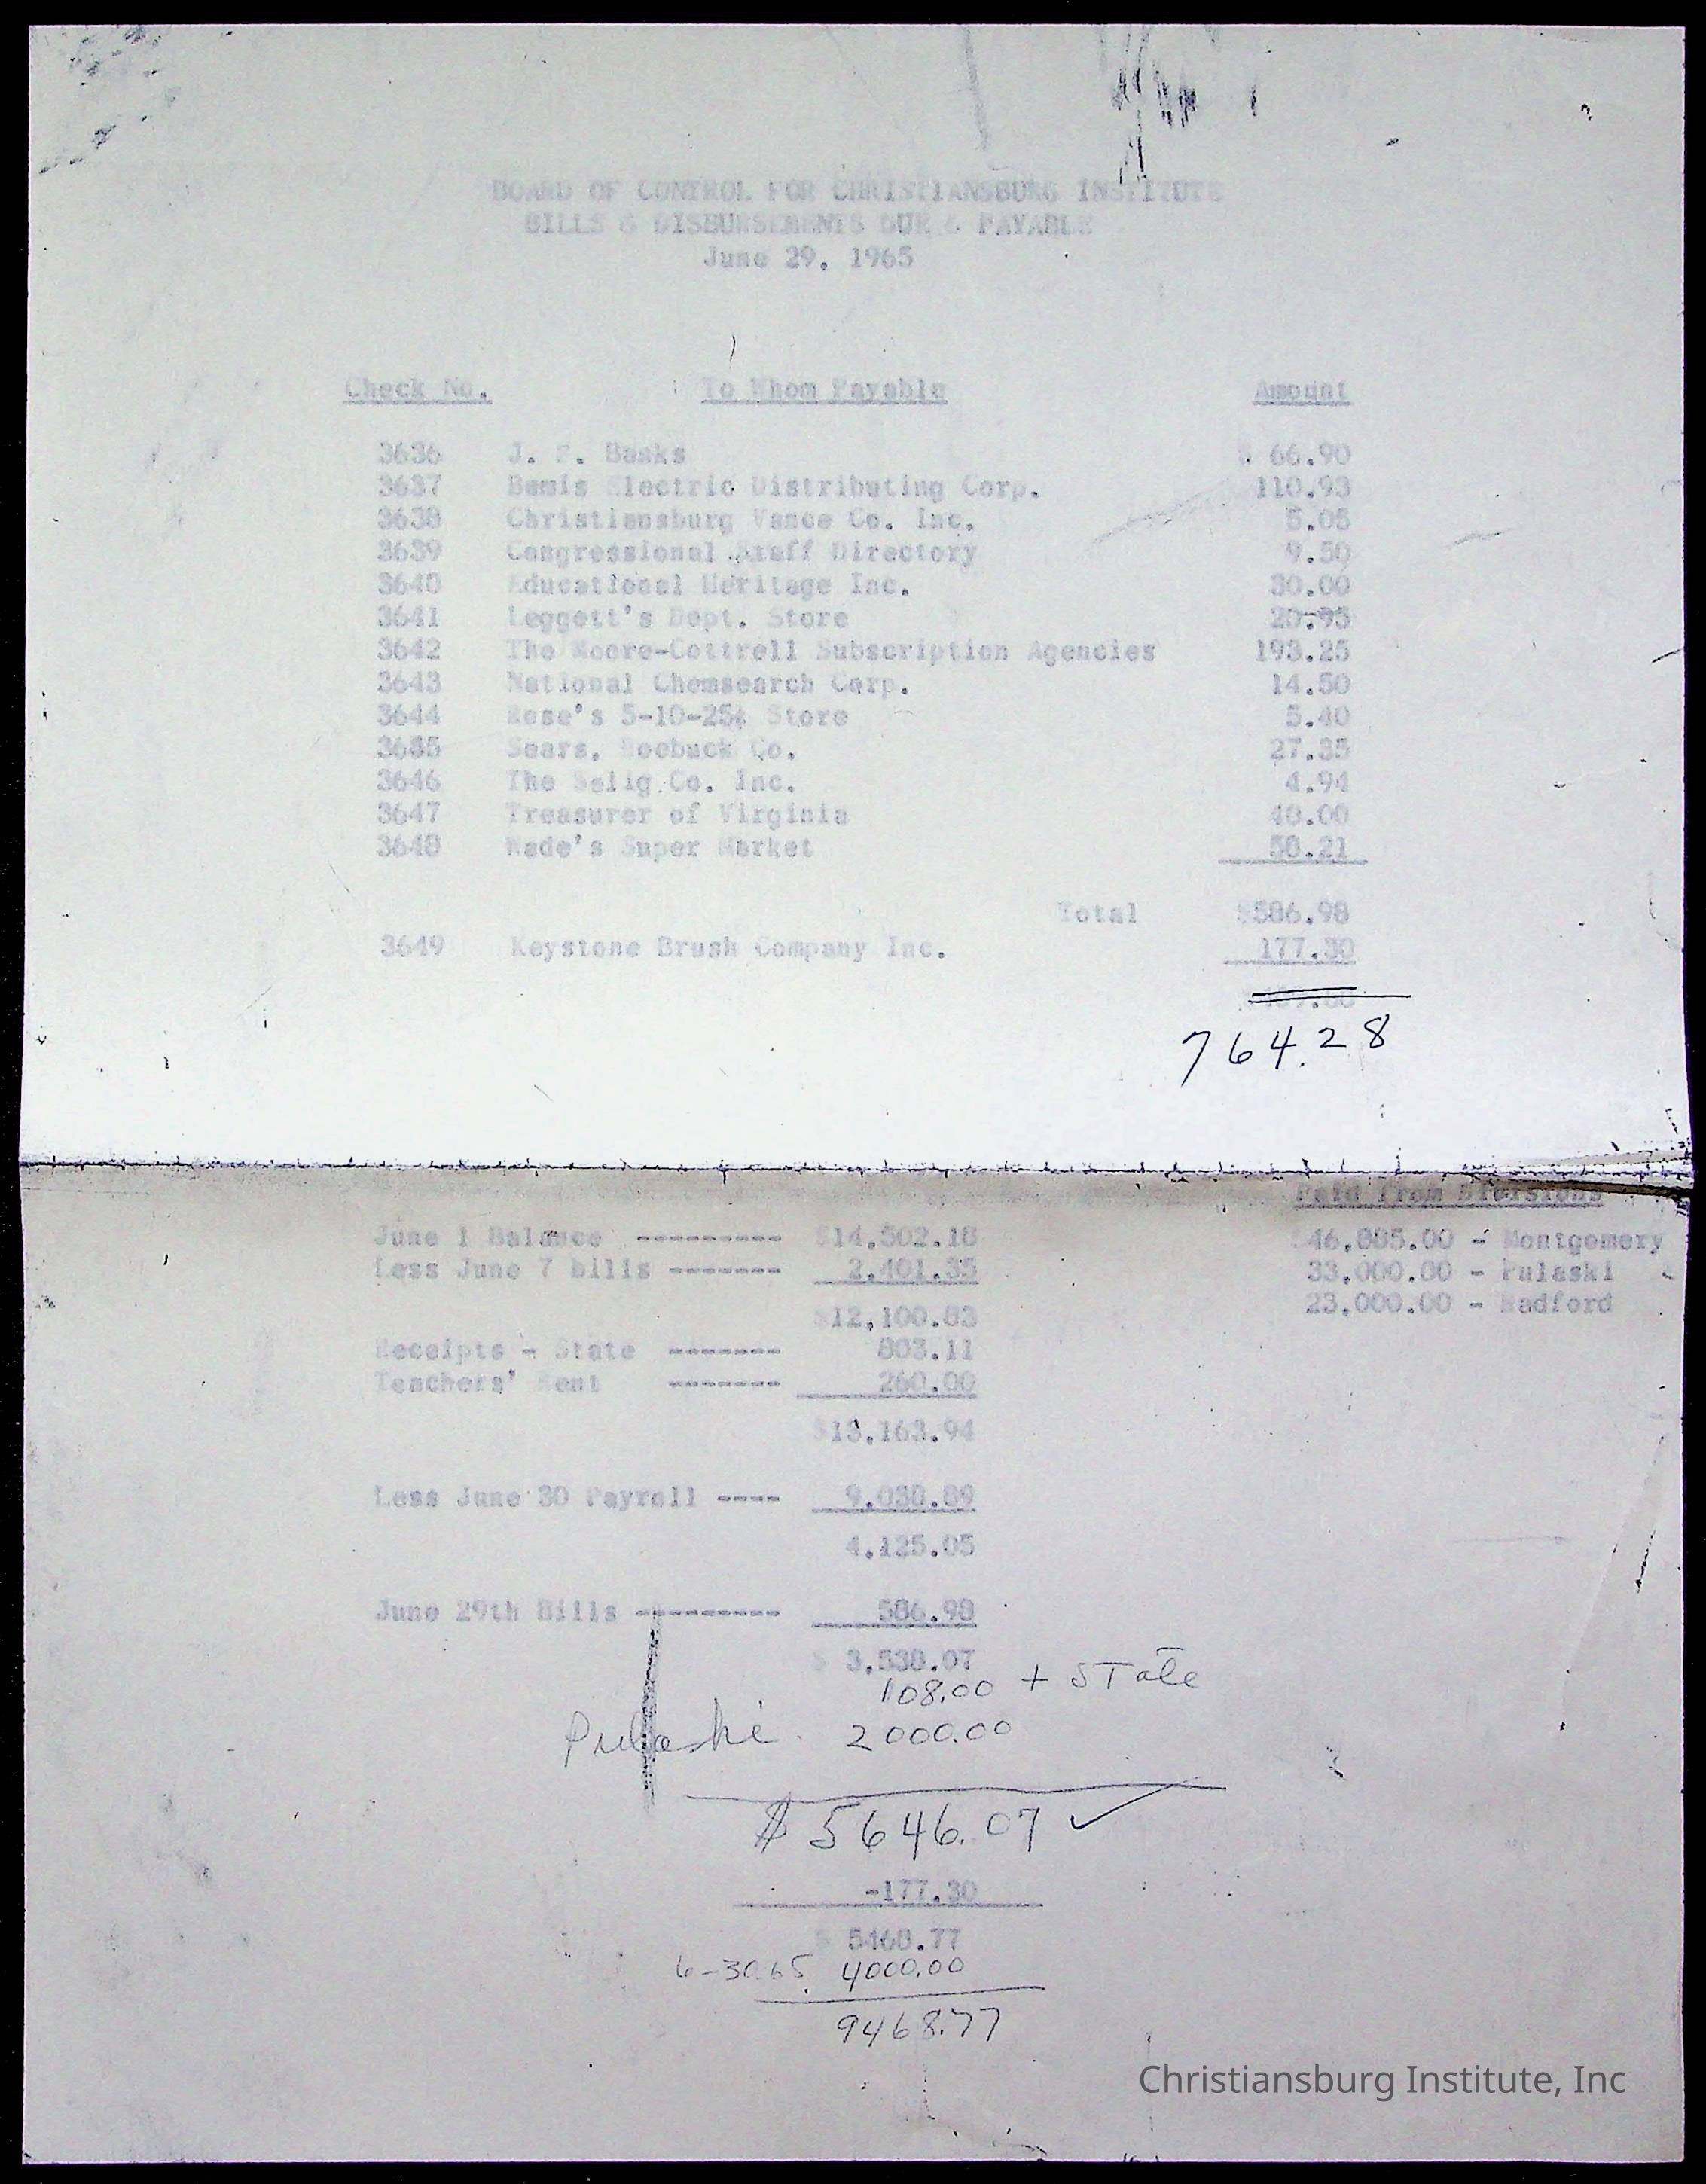 BOARD OF CONTROL FOR CHRISTIANSBURG INSTITUTE
BILLS & DISBURSEMENTS DUE & PAYABLE
June 29, 1965
Check No. To Whom Payable Amount
3636 J. F. Banks $ 66.90
3637 Bemis Electric Distributing Corp. 110.93
3638 Christiansburg Vance Co. Inc. 5.05
3639 Congressional Staff Directory 9.50
3640 Educational Heritage Inc. 30.00
3641 Leggett's Dept. Store 20.95
3642 The Moore-Cottrell Subscription Agencies 193.25
3643 National Chemsearch Corp. 14.50
3644 Rose's 5-10-25¢ Store 5.40
3645 Sears, Roebuck Co. 27.35
3646 The Selig Co. Inc. 4.94
3647 Treasurer of Virginia 40.00
3648 Wade's Super Market 58.21
Total $586.98
3649 Keystone Brush Company Inc. 177.30
764.28
Paid from Divisions
June 1 Balance --------- $14,502.18 $46,885.00 - Montgomery
Less June 7 bills ------- 2,401.35 33,000.00 - Pulaski
$12,100.83 23,000.00 - Radford
Receipts - State ------- 803.11
Teachers' Rent ------- 260.00
$13,163.94
Less June 30 Payroll ---- 9,038.89
4,125.05
June 29th Bills --------- 586.98
$ 3,538.07
108.00 + State
Pulaski 2000.00
$ 5646.07 ✓
-177.30
$ 5468.77
6-30.65 4000.00
9468.77
Christiansburg Institute, Inc